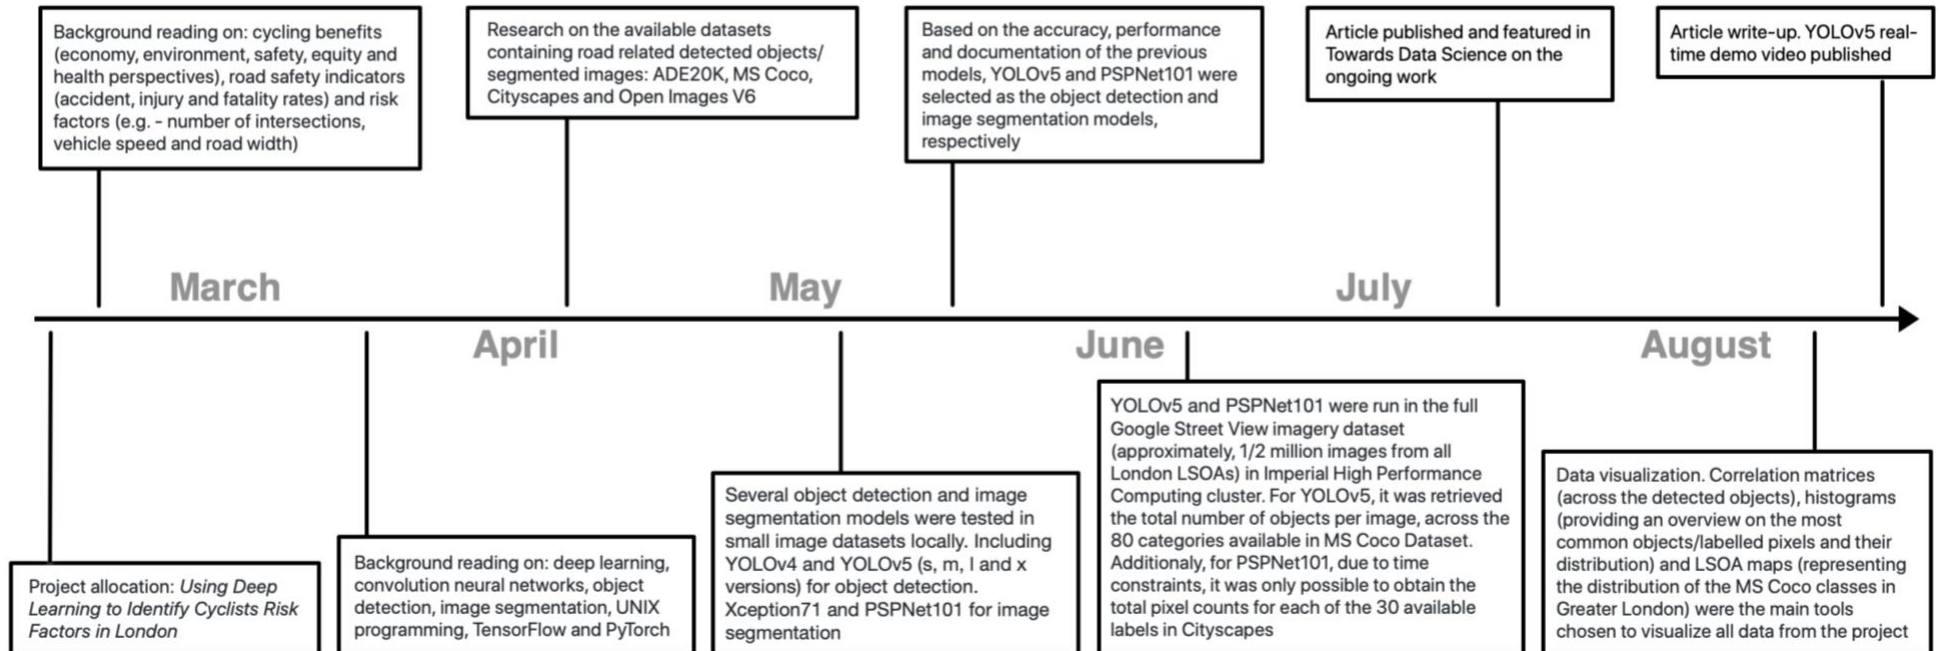 Background reading on: cycling benefits
(economy, environment, safety, equity and
health perspectives), road safety indicators
(accident, injury and fatality rates) and risk
factors (e.g. - number of intersections,
vehicle speed and road width)
Research on the available datasets
containing road related detected objects/
segmented images: ADE20K, MS Coco,
Cityscapes and Open Images V6
Based on the accuracy, performance
and documentation of the previous
models, YOLOv5 and PSPNet101 were
selected as the object detection and
image segmentation models,
respectively
Article published and featured in
Towards Data Science on the
ongoing work
Article write-up. YOLOv5 real-
time demo video published
March
May
July
April
June
August
Project allocation: Using Deep
Learning to Identify Cyclists Risk
Factors in London
Background reading on: deep learning,
convolution neural networks, object
detection, image segmentation, UNIX
programming, TensorFlow and PyTorch
Several object detection and image
segmentation models were tested in
small image datasets locally. Including
YOLOv4 and YOLOv5 (s, m, l and x
versions) for object detection.
Xception71 and PSPNet101 for image
segmentation
YOLOv5 and PSPNet101 were run in the full
Google Street View imagery dataset
(approximately, 1/2 million images from all
London LSOAs) in Imperial High Performance
Computing cluster. For YOLOv5, it was retrieved
the total number of objects per image, across the
80 categories available in MS Coco Dataset.
Additionaly, for PSPNet101, due to time
constraints, it was only possible to obtain the
total pixel counts for each of the 30 available
labels in Cityscapes
Data visualization. Correlation matrices
(across the detected objects), histograms
(providing an overview on the most
common objects/labelled pixels and their
distribution) and LSOA maps (representing
the distribution of the MS Coco classes in
Greater London) were the main tools
chosen to visualize all data from the project